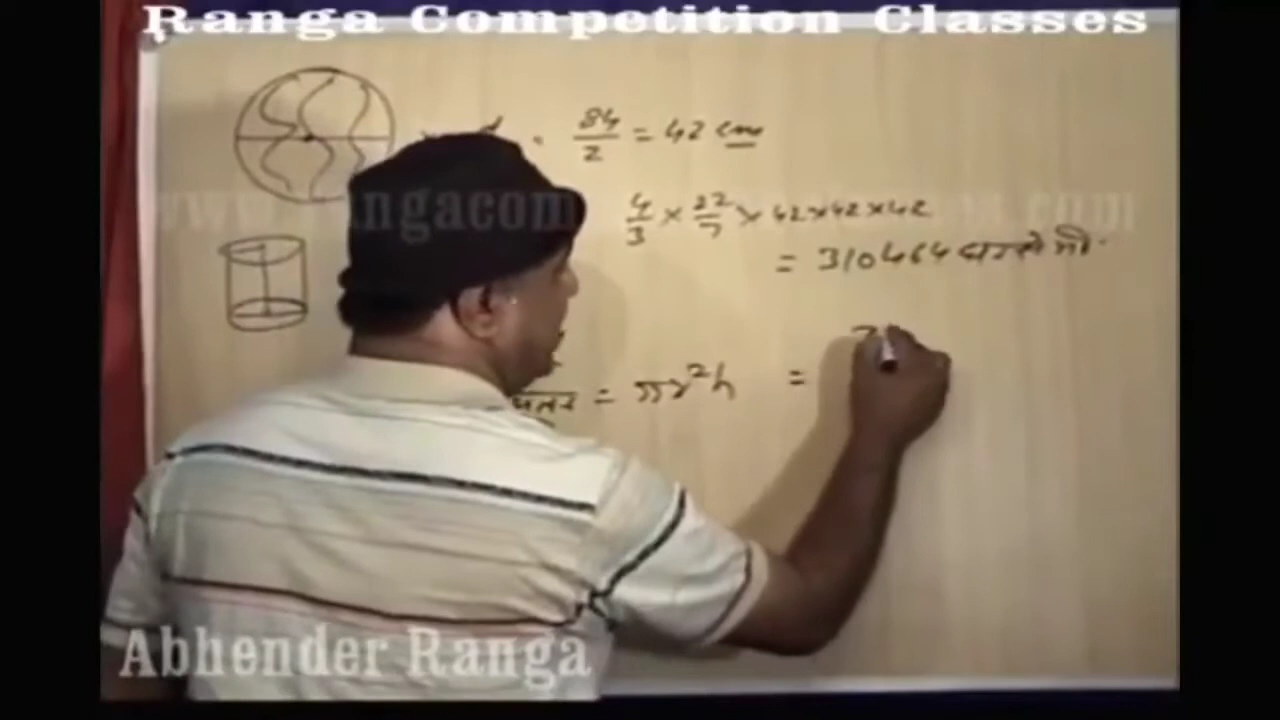 Ranga Competition Classes
84/2 = 42 cm
4/3 × 22/7 × 42×42×42
= 310464 घन से मी.
= πr²h =
Abhender Ranga